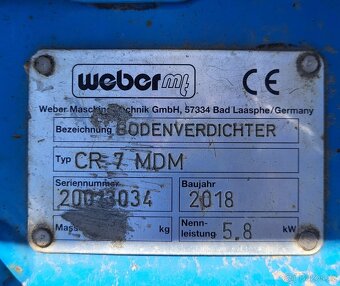 weber mt CE
Weber Maschinentechnik GmbH, 57334 Bad Laasphe/Germany
Bezeichnung BODENVERDICHTER
Typ CR 7 MDM
Seriennummer Baujahr
2018
Masse kg Nenn-leistung 5.8 kW